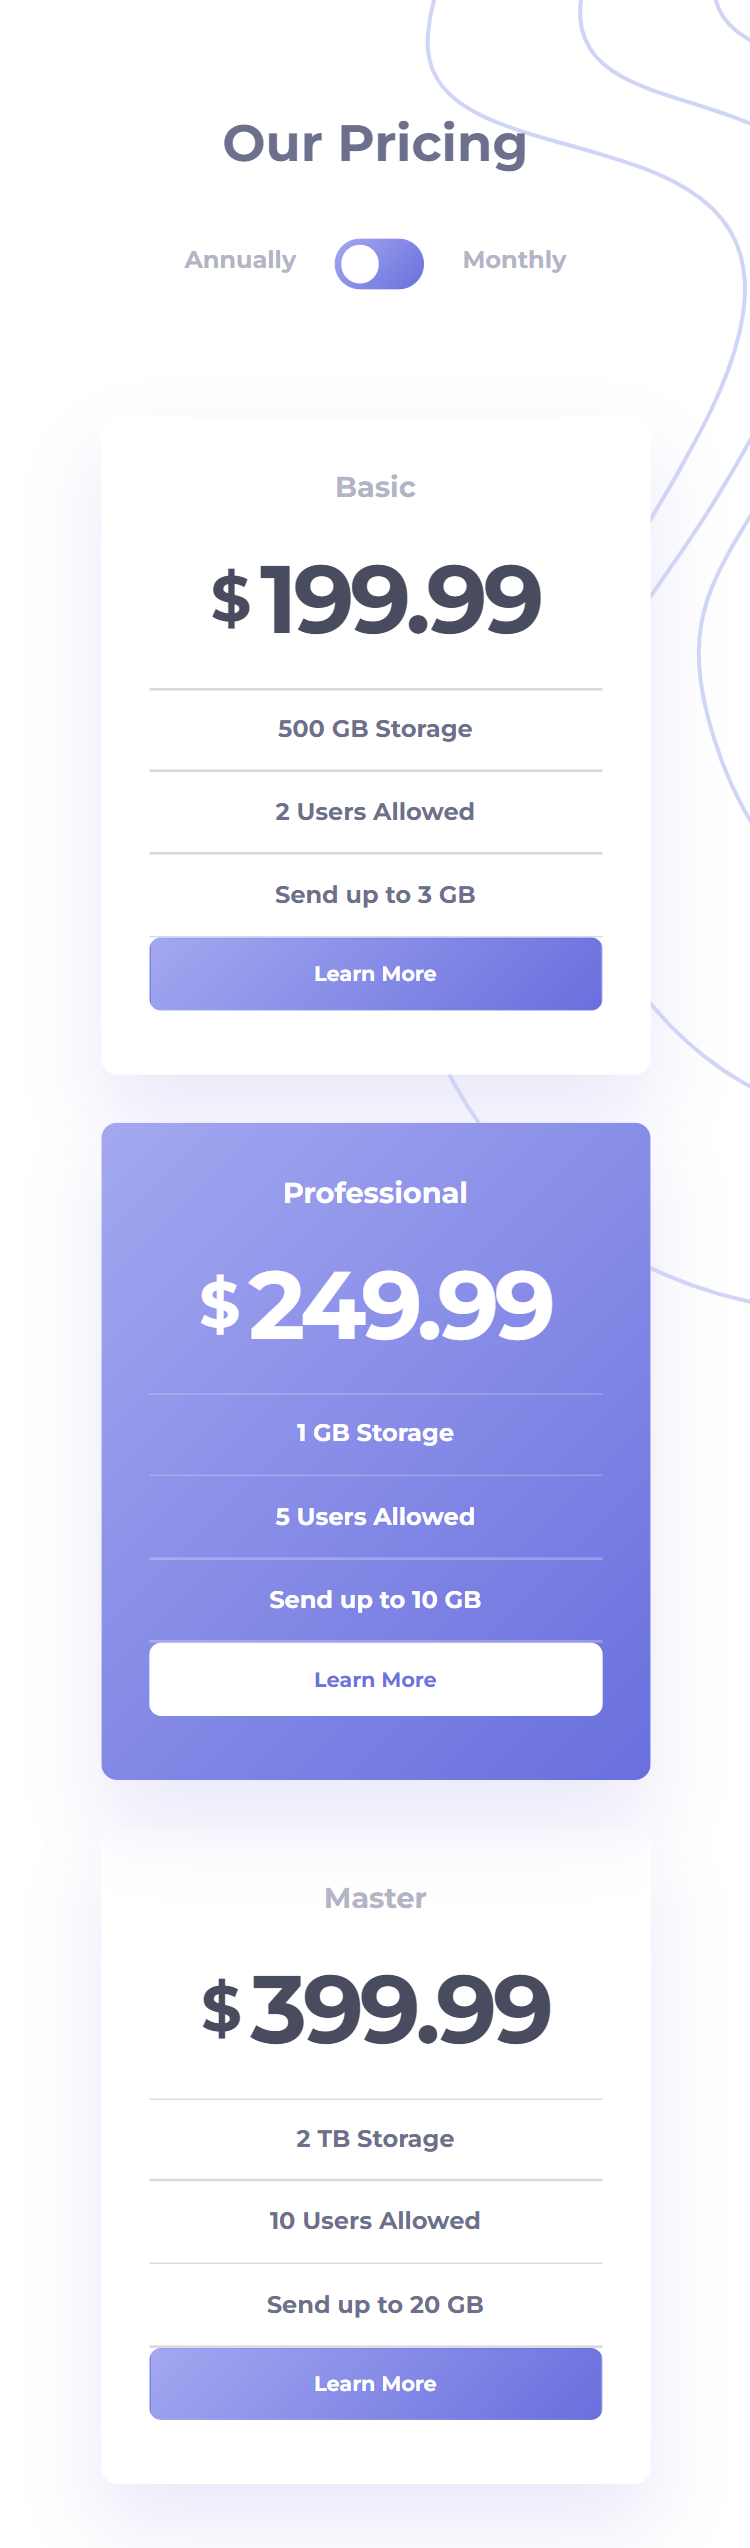 Our Pricing
Annually Monthly
Basic
$199.99
500 GB Storage
2 Users Allowed
Send up to 3 GB
Learn More
Professional
$249.99
1 GB Storage
5 Users Allowed
Send up to 10 GB
Learn More
Master
$399.99
2 TB Storage
10 Users Allowed
Send up to 20 GB
Learn More